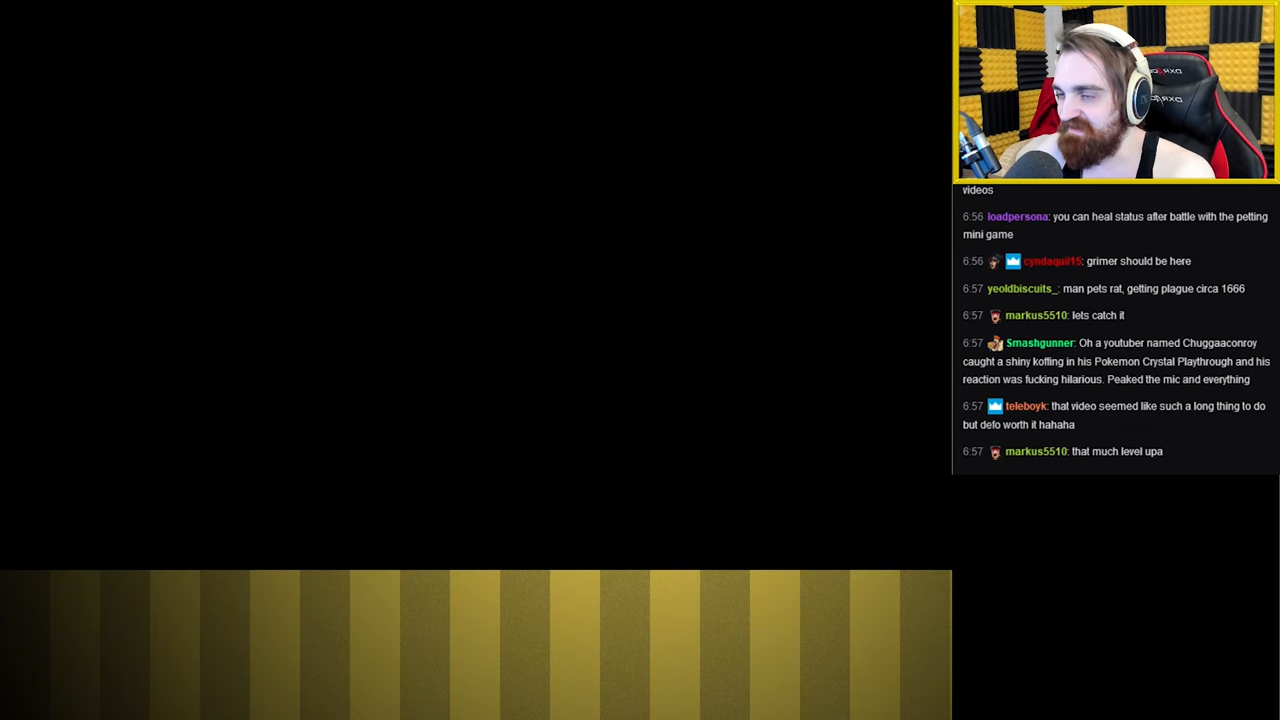 videos
6:56 loadpersona: you can heal status after battle with the petting
mini game
6:56 cyndaquil15: grimer should be here
6:57 yeoldbiscuits_: man pets rat, getting plague circa 1666
6:57 markus5510: lets catch it
6:57 Smashgunner: Oh a youtuber named Chuggaaconroy
caught a shiny koffing in his Pokemon Crystal Playthrough and his
reaction was fucking hilarious. Peaked the mic and everything
6:57 teleboyk: that video seemed like such a long thing to do
but defo worth it hahaha
6:57 markus5510: that much level upa